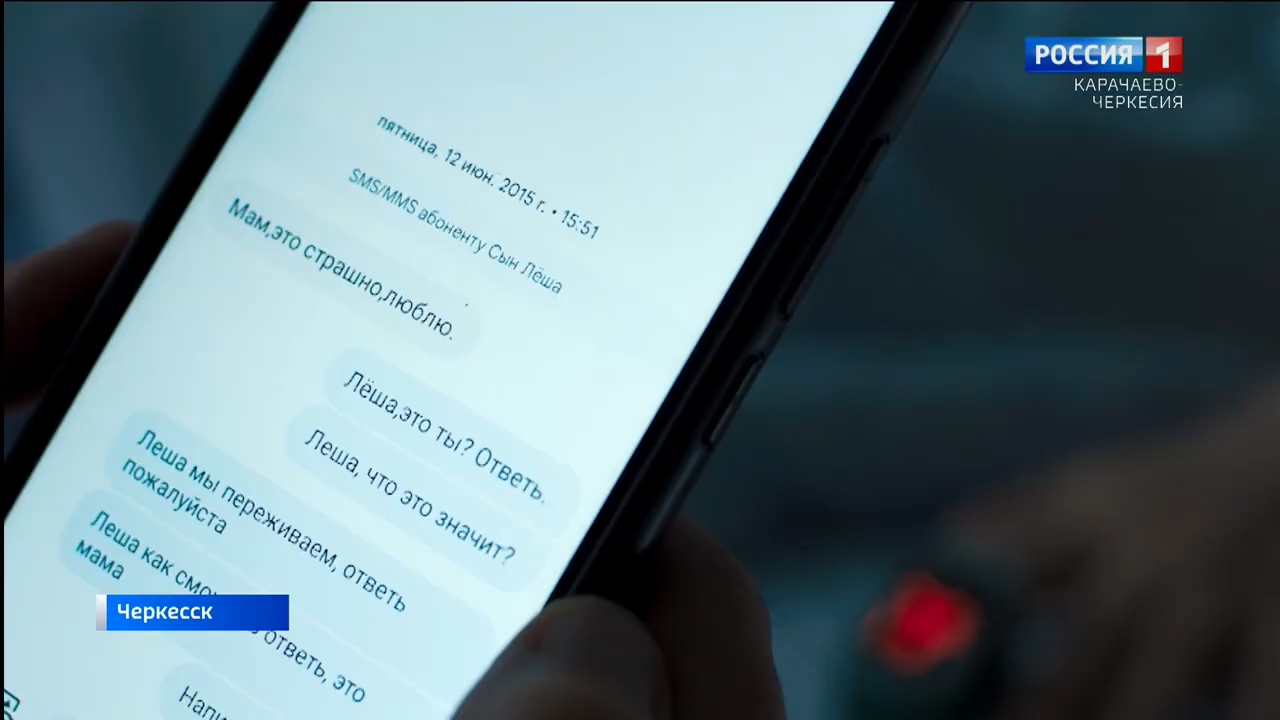 РОССИЯ 1
КАРАЧАЕВО-
ЧЕРКЕСИЯ
пятница, 12 июн. 2015 г. • 15:51
SMS/MMS абоненту Сын Лёша
Мам,это страшно,люблю.
Лёша,это ты? Ответь.
Леша, что это значит?
Леша мы переживаем, ответь
пожалуйста
Леша как
ответь, это
мама
Черкесск